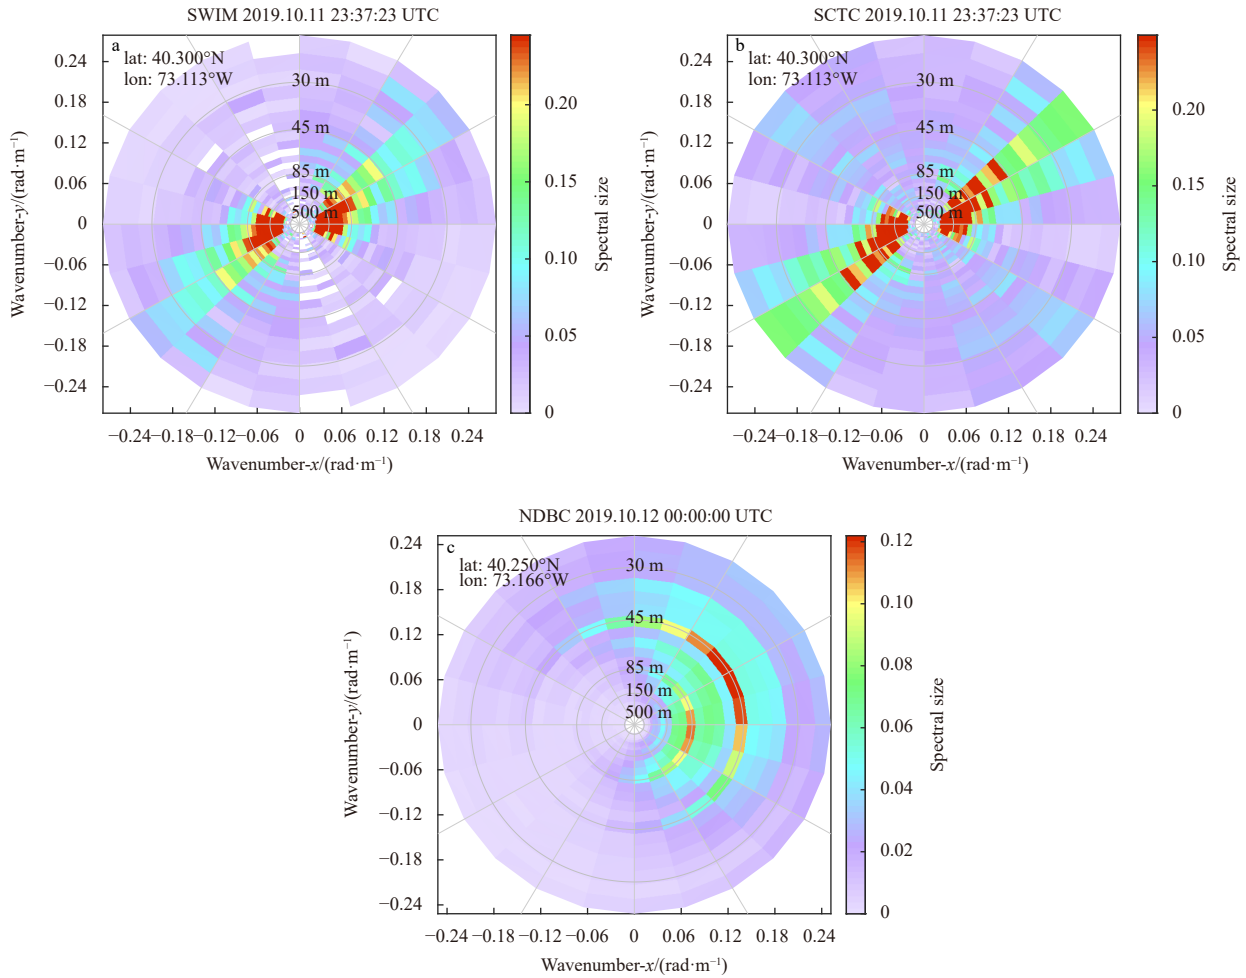 SWIM 2019.10.11 23:37:23 UTC
a
lat: 40.300°N
lon: 73.113°W
30 m
45 m
85 m
150 m
500 m
0.24
0.18
0.12
0.06
0
−0.06
−0.12
−0.18
−0.24
Wavenumber-y/(rad·m⁻¹)
−0.24 −0.18 −0.12 −0.06 0 0.06 0.12 0.18 0.24
Wavenumber-x/(rad·m⁻¹)
0.20
0.15
0.10
0.05
0
Spectral size
SCTC 2019.10.11 23:37:23 UTC
b
lat: 40.300°N
lon: 73.113°W
30 m
45 m
85 m
150 m
500 m
0.24
0.18
0.12
0.06
0
−0.06
−0.12
−0.18
−0.24
Wavenumber-y/(rad·m⁻¹)
−0.24 −0.18 −0.12 −0.06 0 0.06 0.12 0.18 0.24
Wavenumber-x/(rad·m⁻¹)
0.20
0.15
0.10
0.05
0
Spectral size
NDBC 2019.10.12 00:00:00 UTC
c
lat: 40.250°N
lon: 73.166°W
30 m
45 m
85 m
150 m
500 m
0.24
0.18
0.12
0.06
0
−0.06
−0.12
−0.18
−0.24
Wavenumber-y/(rad·m⁻¹)
−0.24 −0.18 −0.12 −0.06 0 0.06 0.12 0.18 0.24
Wavenumber-x/(rad·m⁻¹)
0.12
0.10
0.08
0.06
0.04
0.02
0
Spectral size